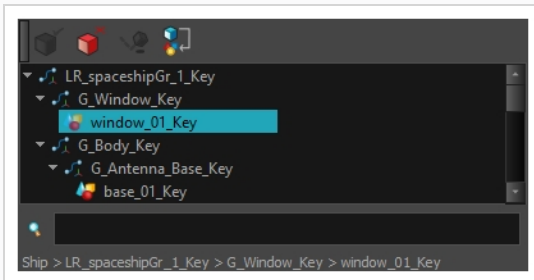 LR_spaceshipGr_1_Key
G_Window_Key
window_01_Key
G_Body_Key
G_Antenna_Base_Key
base_01_Key
Ship > LR_spaceshipGr_1_Key > G_Window_Key > window_01_Key